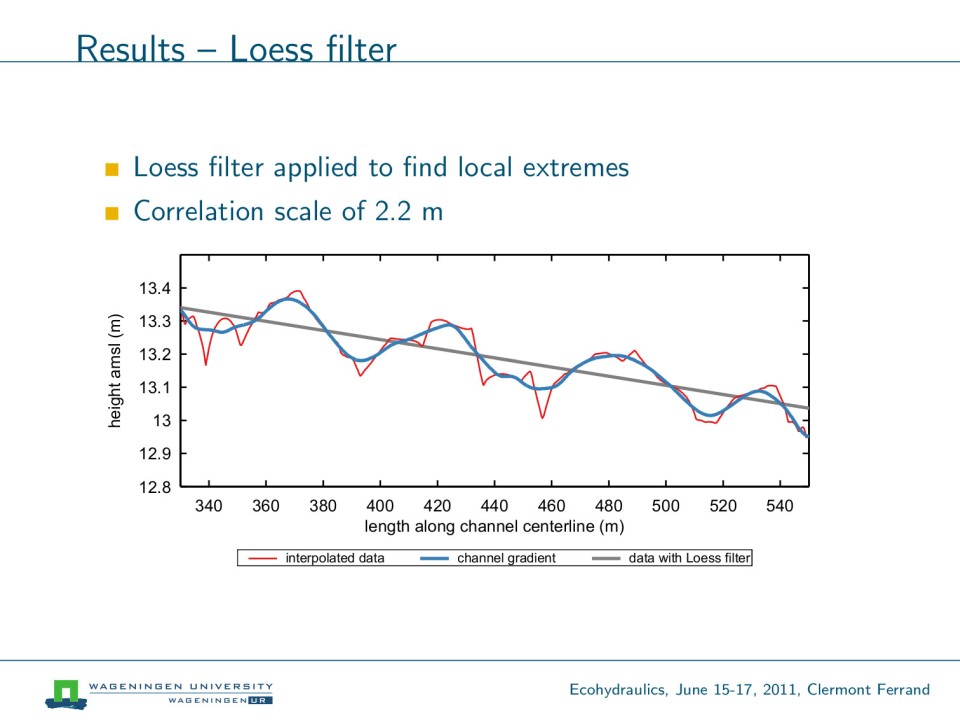 Results – Loess filter
Loess filter applied to find local extremes
Correlation scale of 2.2 m
13.4
13.3
13.2
13.1
13
12.9
12.8
height amsl (m)
340 360 380 400 420 440 460 480 500 520 540
length along channel centerline (m)
interpolated data channel gradient data with Loess filter
WAGENINGEN UNIVERSITY
WAGENINGEN UR
Ecohydraulics, June 15-17, 2011, Clermont Ferrand